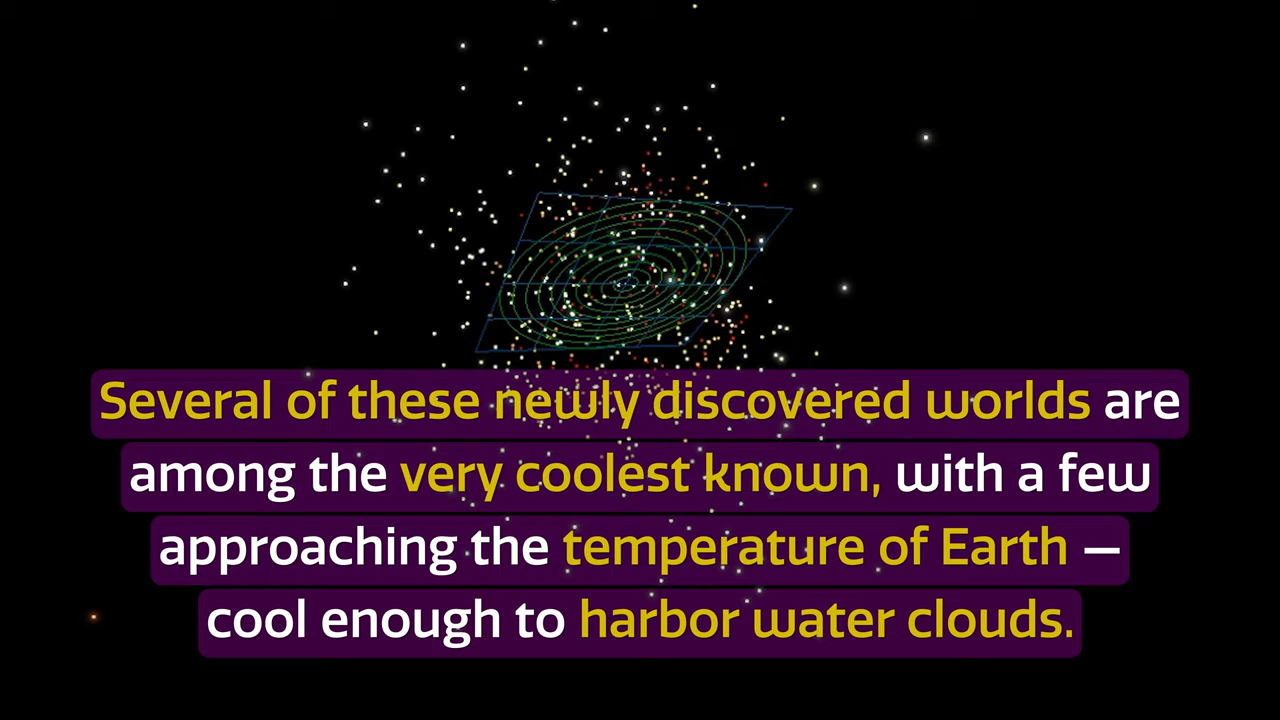 Several of these newly discovered worlds are
among the very coolest known, with a few
approaching the temperature of Earth —
cool enough to harbor water clouds.